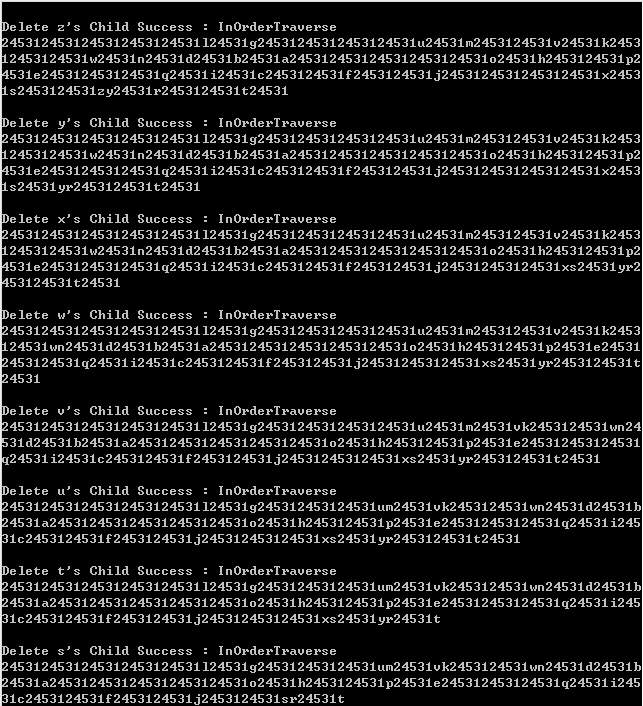 Delete z's Child Success : InOrderTraverse
2453124531245312453124531l24531g24531245312453124531u24531m2453124531v24531k2453
12453124531w24531n24531d24531b24531a2453124531245312453124531o24531h2453124531p2
4531e245312453124531q24531i24531c2453124531f2453124531j24531245312453124531x2453
1s2453124531zy24531r2453124531t24531
Delete y's Child Success : InOrderTraverse
2453124531245312453124531l24531g24531245312453124531u24531m2453124531v24531k2453
12453124531w24531n24531d24531b24531a2453124531245312453124531o24531h2453124531p2
4531e245312453124531q24531i24531c2453124531f2453124531j24531245312453124531x2453
1s24531yr2453124531t24531
Delete x's Child Success : InOrderTraverse
2453124531245312453124531l24531g24531245312453124531u24531m2453124531v24531k2453
12453124531w24531n24531d24531b24531a2453124531245312453124531o24531h2453124531p2
4531e245312453124531q24531i24531c2453124531f2453124531j245312453124531xs24531yr2
453124531t24531
Delete w's Child Success : InOrderTraverse
2453124531245312453124531l24531g24531245312453124531u24531m2453124531v24531k2453
124531wn24531d24531b24531a2453124531245312453124531o24531h2453124531p24531e24531
2453124531q24531i24531c2453124531f2453124531j245312453124531xs24531yr2453124531t
24531
Delete v's Child Success : InOrderTraverse
2453124531245312453124531l24531g24531245312453124531u24531m24531vk2453124531wn24
531d24531b24531a2453124531245312453124531o24531h2453124531p24531e245312453124531
q24531i24531c2453124531f2453124531j245312453124531xs24531yr2453124531t24531
Delete u's Child Success : InOrderTraverse
2453124531245312453124531l24531g245312453124531um24531vk2453124531wn24531d24531b
24531a2453124531245312453124531o24531h2453124531p24531e245312453124531q24531i245
31c2453124531f2453124531j245312453124531xs24531yr2453124531t24531
Delete t's Child Success : InOrderTraverse
2453124531245312453124531l24531g245312453124531um24531vk2453124531wn24531d24531b
24531a2453124531245312453124531o24531h2453124531p24531e245312453124531q24531i245
31c2453124531f2453124531j245312453124531xs24531yr24531t
Delete s's Child Success : InOrderTraverse
2453124531245312453124531l24531g245312453124531um24531vk2453124531wn24531d24531b
24531a2453124531245312453124531o24531h2453124531p24531e245312453124531q24531i245
31c2453124531f2453124531j2453124531sr24531t